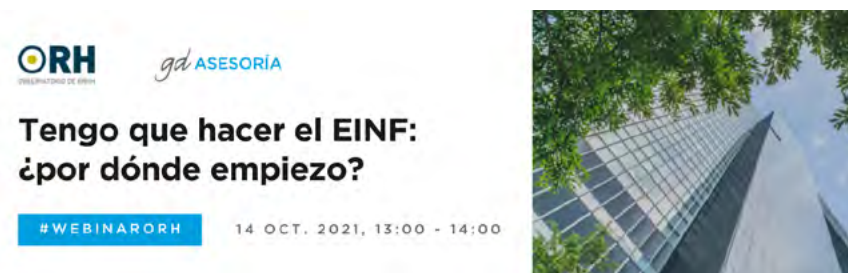 ORH
OBSERVATORIO DE RRHH
gd ASESORÍA
Tengo que hacer el EINF:
¿por dónde empiezo?
#WEBINARORH
14 OCT. 2021, 13:00 - 14:00